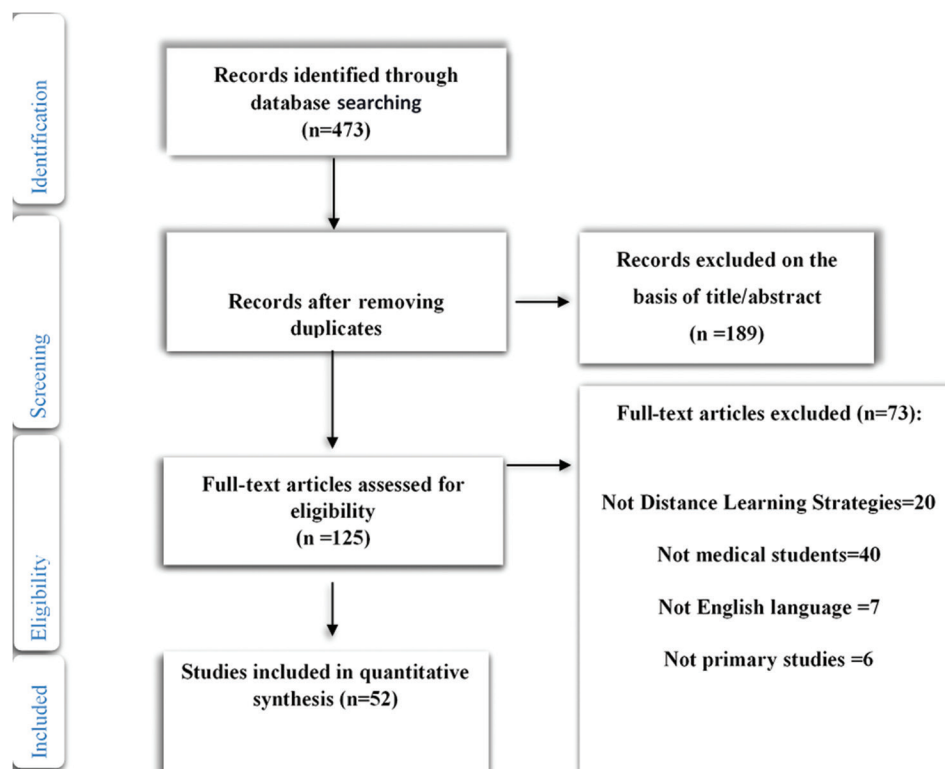 Identification
Records identified through
database searching
(n=473)
Screening
Records after removing
duplicates
Records excluded on the
basis of title/abstract
(n =189)
Eligibility
Full-text articles assessed for
eligibility
(n =125)
Full-text articles excluded (n=73):
Not Distance Learning Strategies=20
Not medical students=40
Not English language =7
Not primary studies =6
Included
Studies included in quantitative
synthesis (n=52)